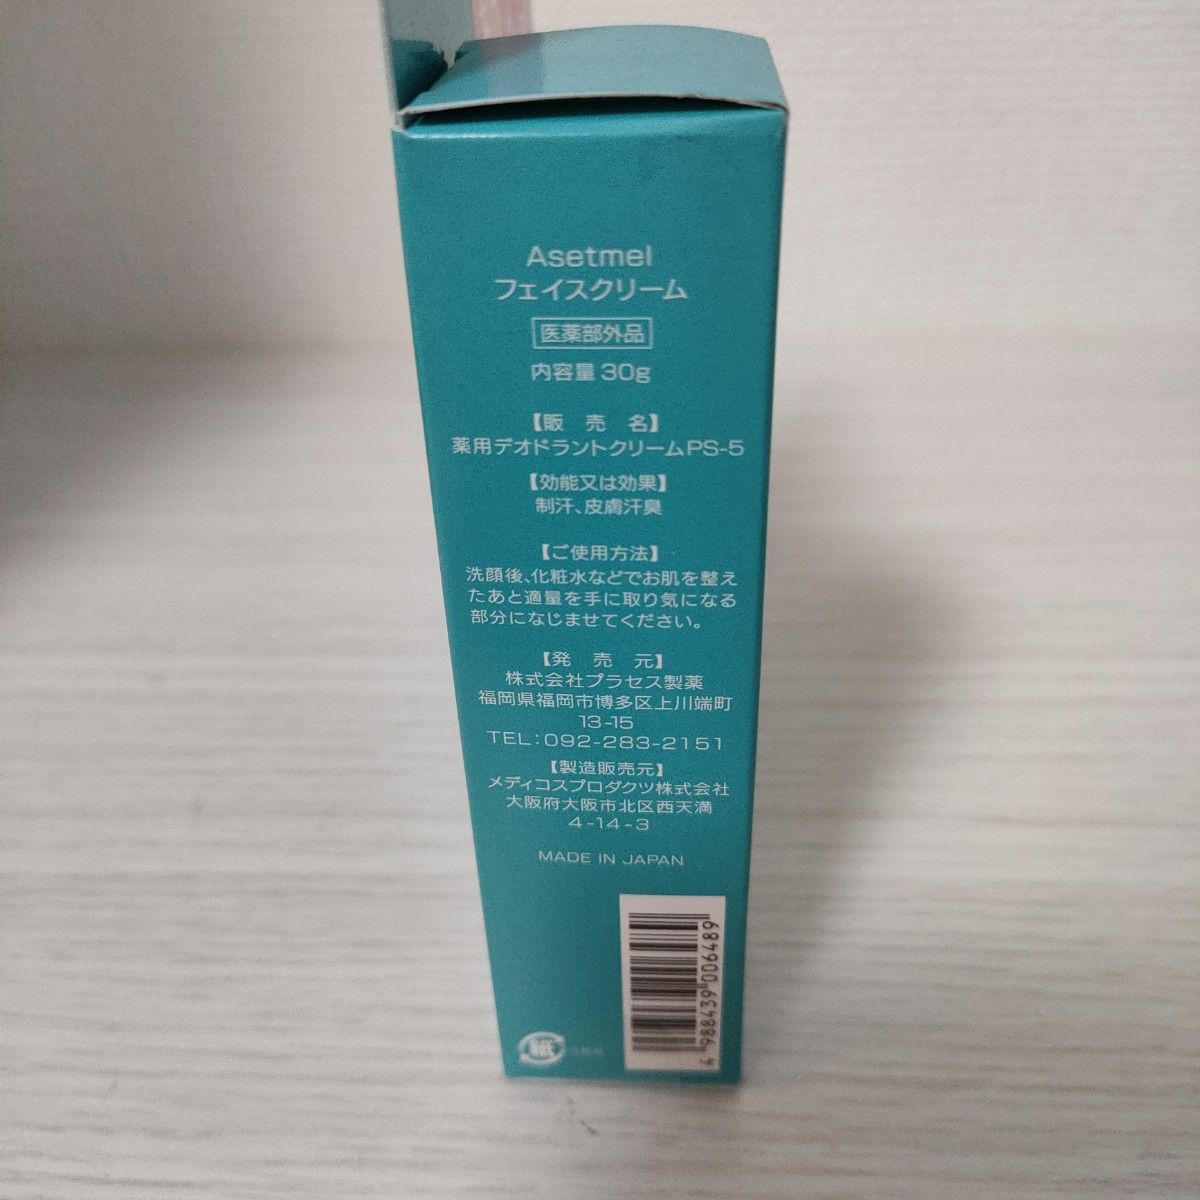 Asetmel
フェイスクリーム
医薬部外品
内容量 30g
【販 売 名】
薬用デオドラントクリームPS-5
【効能又は効果】
制汗、皮膚汗臭
【ご使用方法】
洗顔後、化粧水などでお肌を整え
たあと適量を手に取り気になる
部分になじませてください。
【発 売 元】
株式会社プラセス製薬
福岡県福岡市博多区上川端町
13-15
TEL:092-283-2151
【製造販売元】
メディコスプロダクツ株式会社
大阪府大阪市北区西天満
4-14-3
MADE IN JAPAN
4 988439 006489
紙